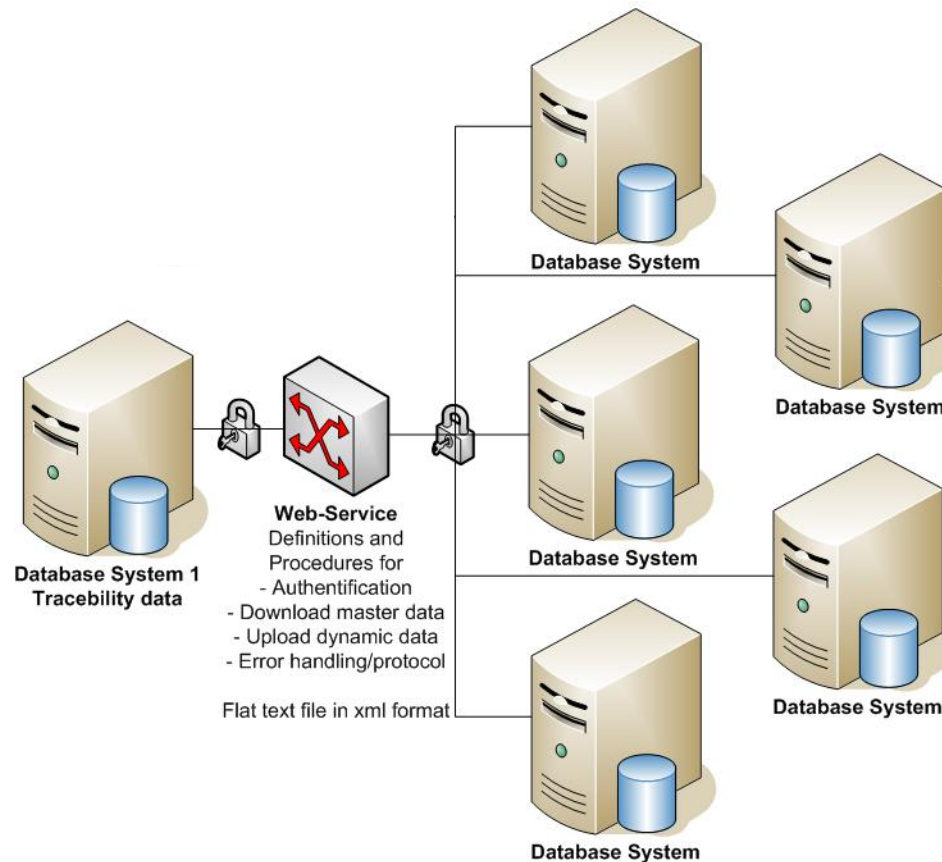 Database System
Database System
Database System 1
Tracebility data
Web-Service
Definitions and
Procedures for
- Authentification
- Download master data
- Upload dynamic data
- Error handling/protocol
Flat text file in xml format
Database System
Database System
Database System